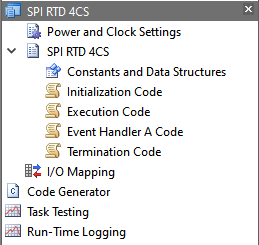 SPI RTD 4CS
Power and Clock Settings
SPI RTD 4CS
Constants and Data Structures
Initialization Code
Execution Code
Event Handler A Code
Termination Code
I/O Mapping
Code Generator
Task Testing
Run-Time Logging